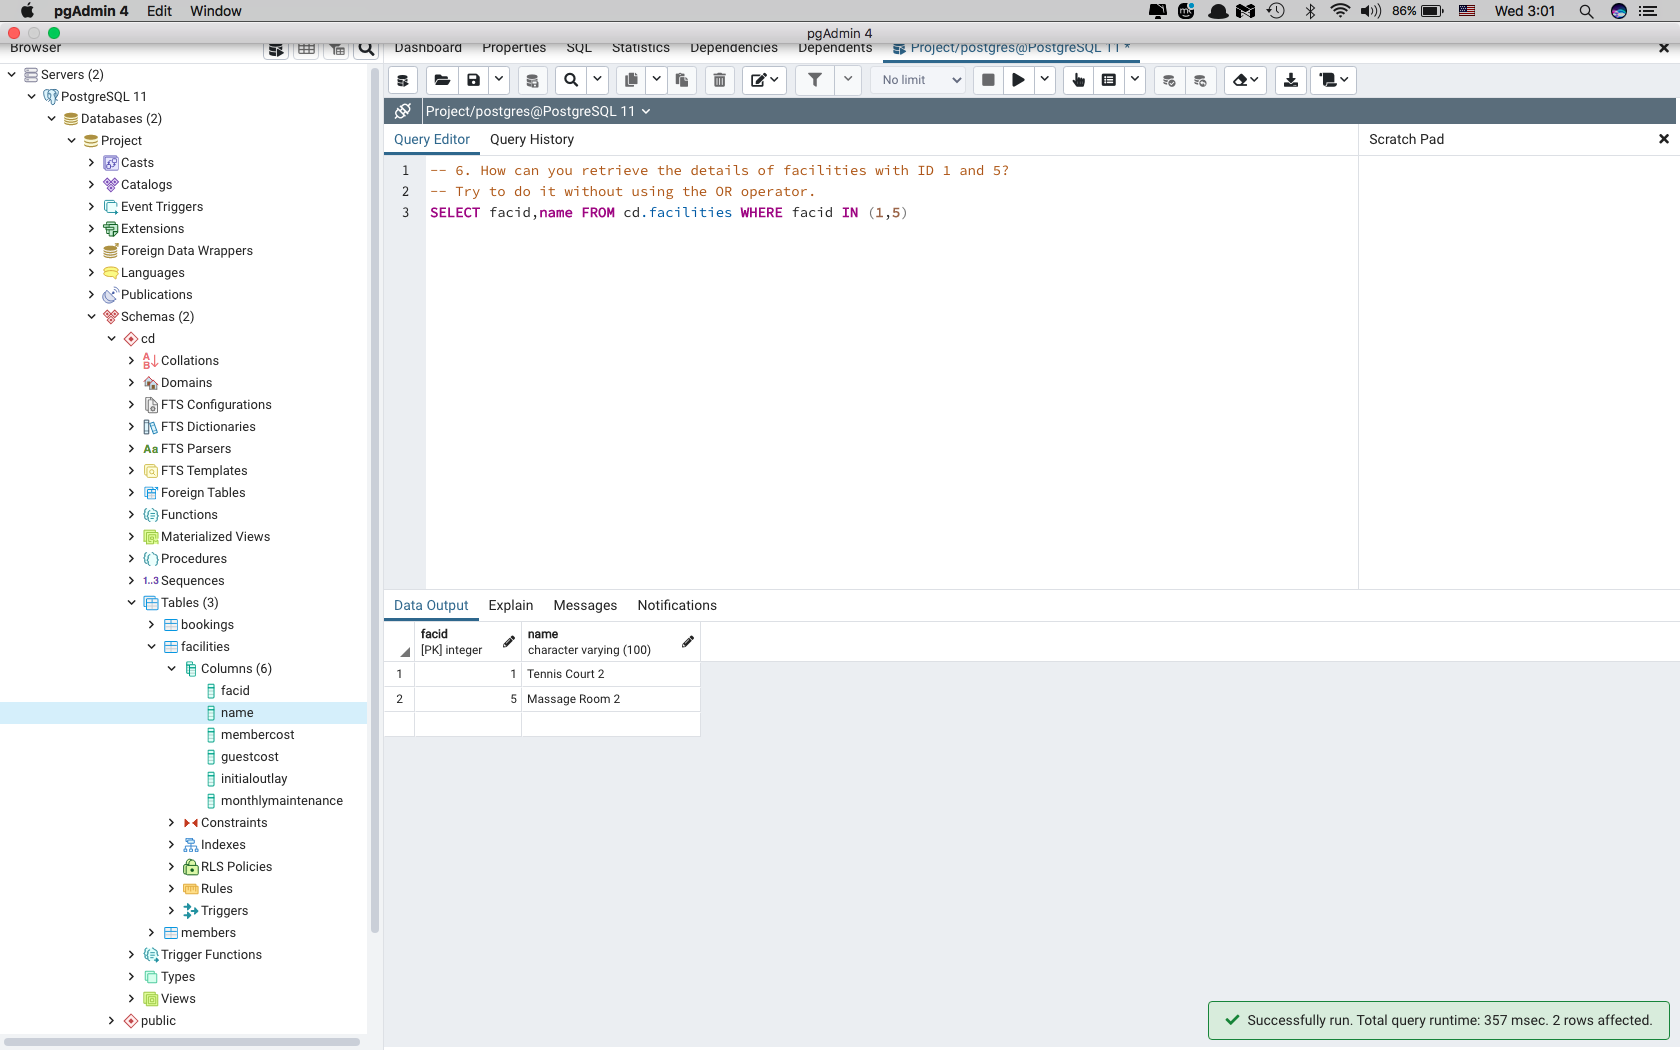 pgAdmin 4 Edit Window
86% Wed 3:01
pgAdmin 4
Browser
Dashboard Properties SQL Statistics Dependencies Dependents Project/postgres@PostgreSQL 11 *
Servers (2)
PostgreSQL 11
Databases (2)
Project
Casts
Catalogs
Event Triggers
Extensions
Foreign Data Wrappers
Languages
Publications
Schemas (2)
cd
Collations
Domains
FTS Configurations
FTS Dictionaries
Aa FTS Parsers
FTS Templates
Foreign Tables
Functions
Materialized Views
Procedures
1..3 Sequences
Tables (3)
bookings
facilities
Columns (6)
facid
name
membercost
guestcost
initialoutlay
monthlymaintenance
Constraints
Indexes
RLS Policies
Rules
Triggers
members
Trigger Functions
Types
Views
public
No limit
Project/postgres@PostgreSQL 11
Query Editor Query History
Scratch Pad
1 -- 6. How can you retrieve the details of facilities with ID 1 and 5?
2 -- Try to do it without using the OR operator.
3 SELECT facid,name FROM cd.facilities WHERE facid IN (1,5)
Data Output Explain Messages Notifications
facid name
[PK] integer character varying (100)
1 1 Tennis Court 2
2 5 Massage Room 2
Successfully run. Total query runtime: 357 msec. 2 rows affected.